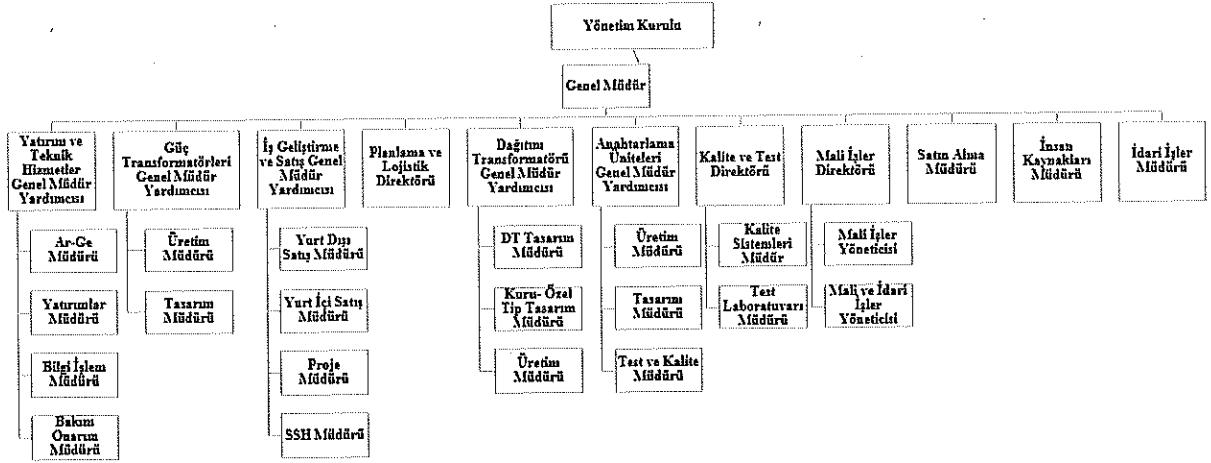 Yönetim Kurulu
Genel Müdür
Yatırım ve
Teknik
Hizmetler
Genel Müdür
Yardımcısı
Güç
Transformatörleri
Genel Müdür
Yardımcısı
İş Geliştirme
ve Satış Genel
Müdür
Yardımcısı
Planlama ve
Lojistik
Direktörü
Dağıtım
Transformatörü
Genel Müdür
Yardımcısı
Anahtarlama
Üniteleri
Genel Müdür
Yardımcısı
Kalite ve Test
Direktörü
Mali İşler
Direktörü
Satın Alma
Müdürü
İnsan
Kaynakları
Müdürü
İdari İşler
Müdürü
Ar-Ge
Müdürü
Yatırımlar
Müdürü
Bilgi İşlem
Müdürü
Bakım
Onarım
Müdürü
Üretim
Müdürü
Tasarım
Müdürü
Yurt Dışı
Satış Müdürü
Yurt İçi Satış
Müdürü
Proje
Müdürü
SSH Müdürü
DT Tasarım
Müdürü
Kuru- Özel
Tip Tasarım
Müdürü
Üretim
Müdürü
Üretim
Müdürü
Tasarım
Müdürü
Test ve Kalite
Müdürü
Kalite
Sistemleri
Müdür
Test
Laboratuvarı
Müdürü
Mali İşler
Yöneticisi
Mali ve İdari
İşler
Yöneticisi